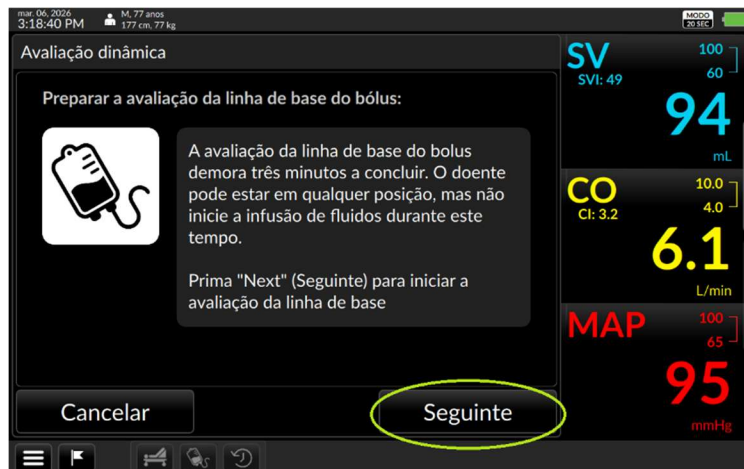 mar. 06, 2026
3:18:40 PM
M, 77 anos
177 cm, 77 kg
MODO
20 SEC
Avaliação dinâmica
Preparar a avaliação da linha de base do bólus:
A avaliação da linha de base do bolus
demora três minutos a concluir. O doente
pode estar em qualquer posição, mas não
inicie a infusão de fluidos durante este
tempo.
Prima "Next" (Seguinte) para iniciar a
avaliação da linha de base
Cancelar
Seguinte
SV
SVI: 49
100
60
94
mL
CO
CI: 3.2
10.0
4.0
6.1
L/min
MAP
100
65
95
mmHg